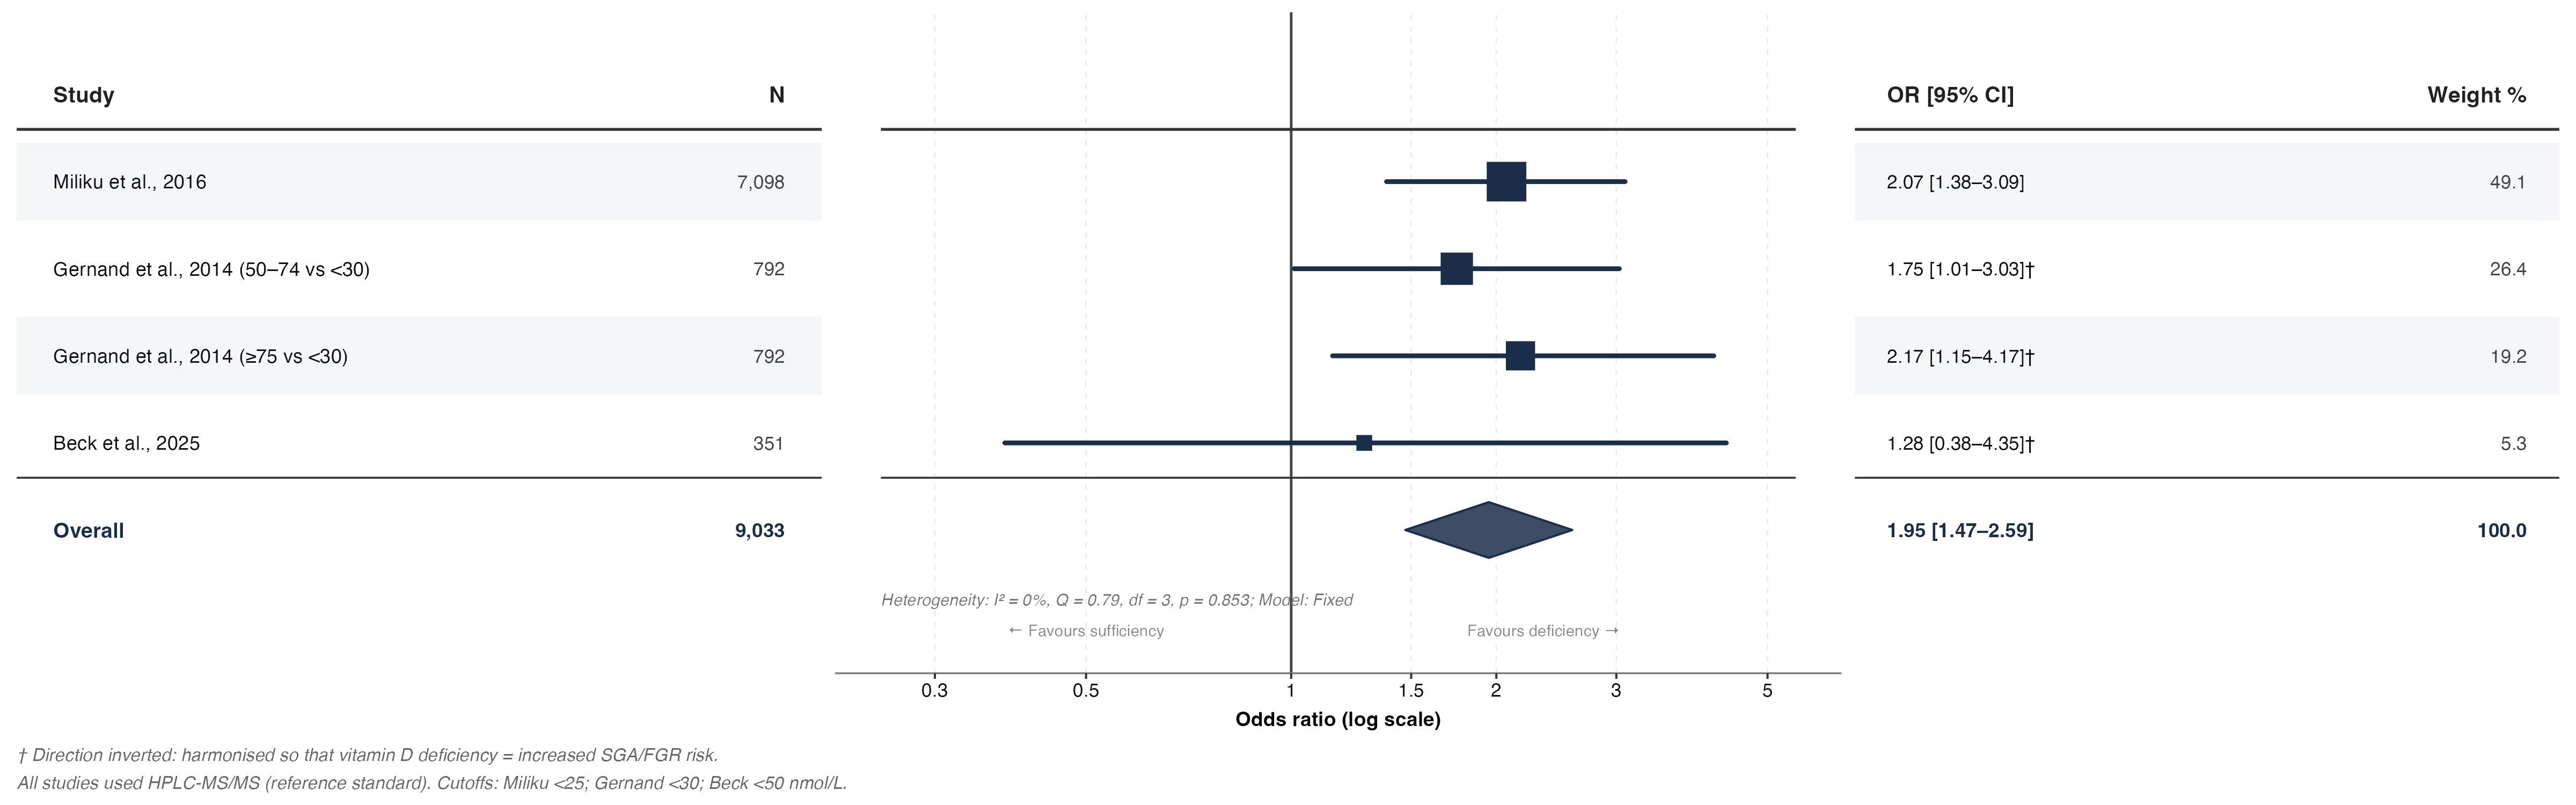 Study N OR [95% CI] Weight %
Miliku et al., 2016 7,098 2.07 [1.38–3.09] 49.1
Gernand et al., 2014 (50–74 vs <30) 792 1.75 [1.01–3.03]† 26.4
Gernand et al., 2014 (≥75 vs <30) 792 2.17 [1.15–4.17]† 19.2
Beck et al., 2025 351 1.28 [0.38–4.35]† 5.3
Overall 9,033 1.95 [1.47–2.59] 100.0
Heterogeneity: I² = 0%, Q = 0.79, df = 3, p = 0.853; Model: Fixed
← Favours sufficiency Favours deficiency →
0.3 0.5 1 1.5 2 3 5
Odds ratio (log scale)
† Direction inverted: harmonised so that vitamin D deficiency = increased SGA/FGR risk.
All studies used HPLC-MS/MS (reference standard). Cutoffs: Miliku <25; Gernand <30; Beck <50 nmol/L.